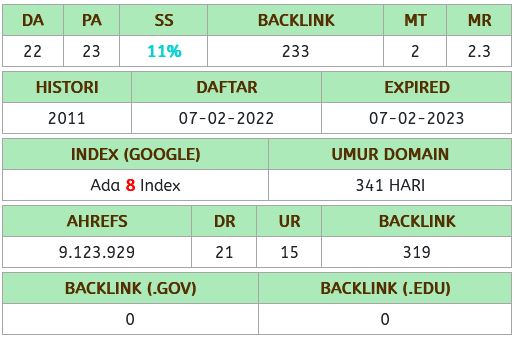 DA PA SS BACKLINK MT MR
22 23 11% 233 2 2.3
HISTORI DAFTAR EXPIRED
2011 07-02-2022 07-02-2023
INDEX (GOOGLE) UMUR DOMAIN
Ada 8 Index 341 HARI
AHREFS DR UR BACKLINK
9.123.929 21 15 319
BACKLINK (.GOV) BACKLINK (.EDU)
0 0